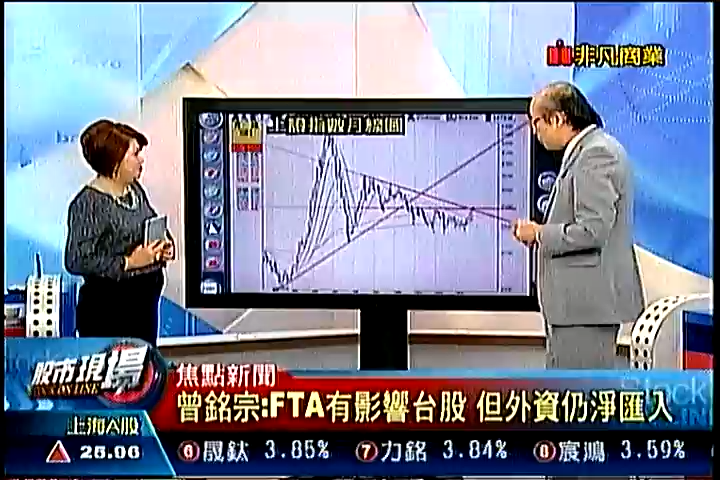 非凡商業
上證指數月線圖
股市現場
焦點新聞
曾銘宗:FTA有影響台股 但外資仍淨匯入
上海A股
▲ 25.06
⑥ 晟鈦 3.85% ⑦ 力銘 3.84% ⑧ 宸鴻 3.59%